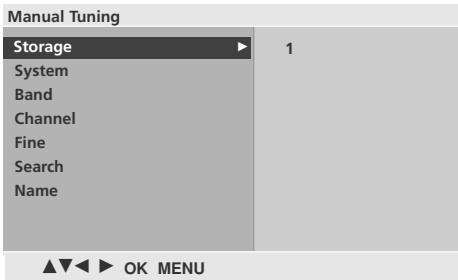 Manual Tuning
Storage ► 1
System
Band
Channel
Fine
Search
Name
▲▼◄ ► OK MENU